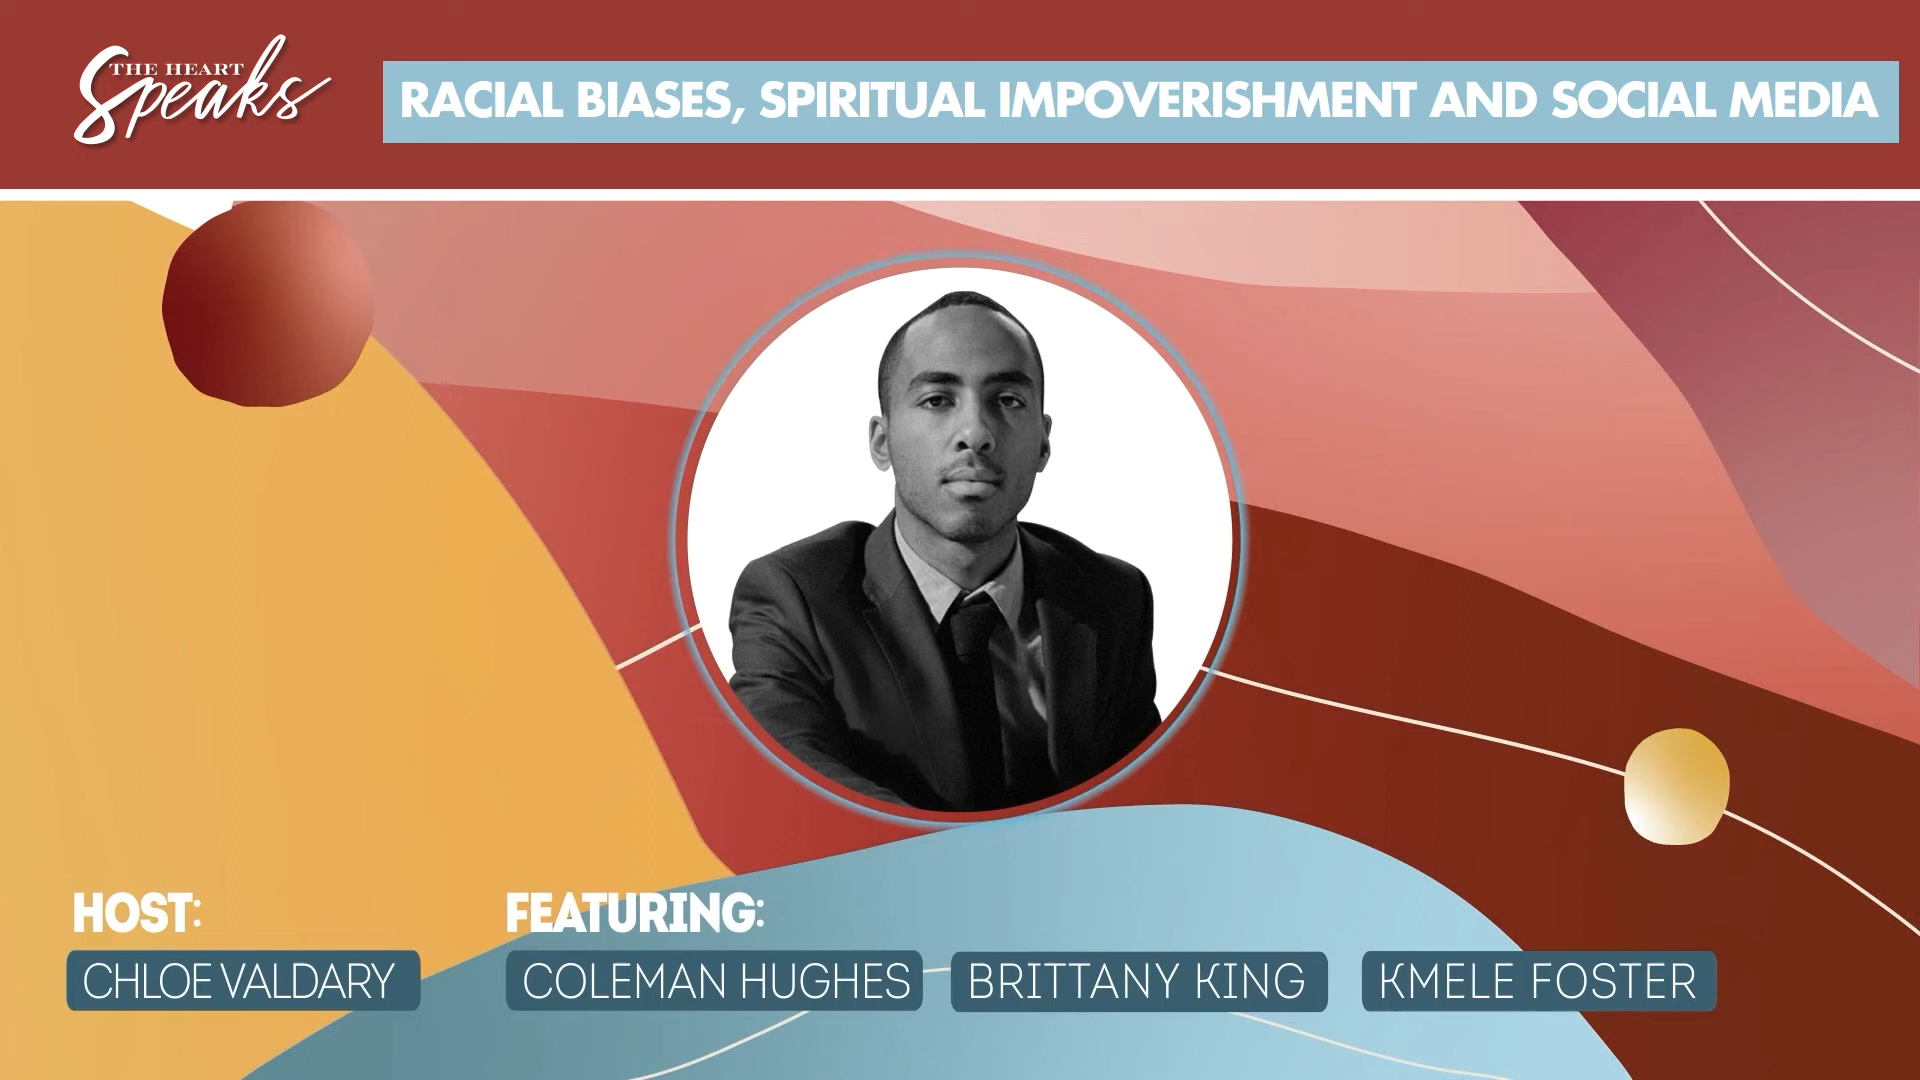 THE HEART
Speaks
RACIAL BIASES, SPIRITUAL IMPOVERISHMENT AND SOCIAL MEDIA
HOST:
CHLOE VALDARY
FEATURING:
COLEMAN HUGHES
BRITTANY KING
KMELE FOSTER